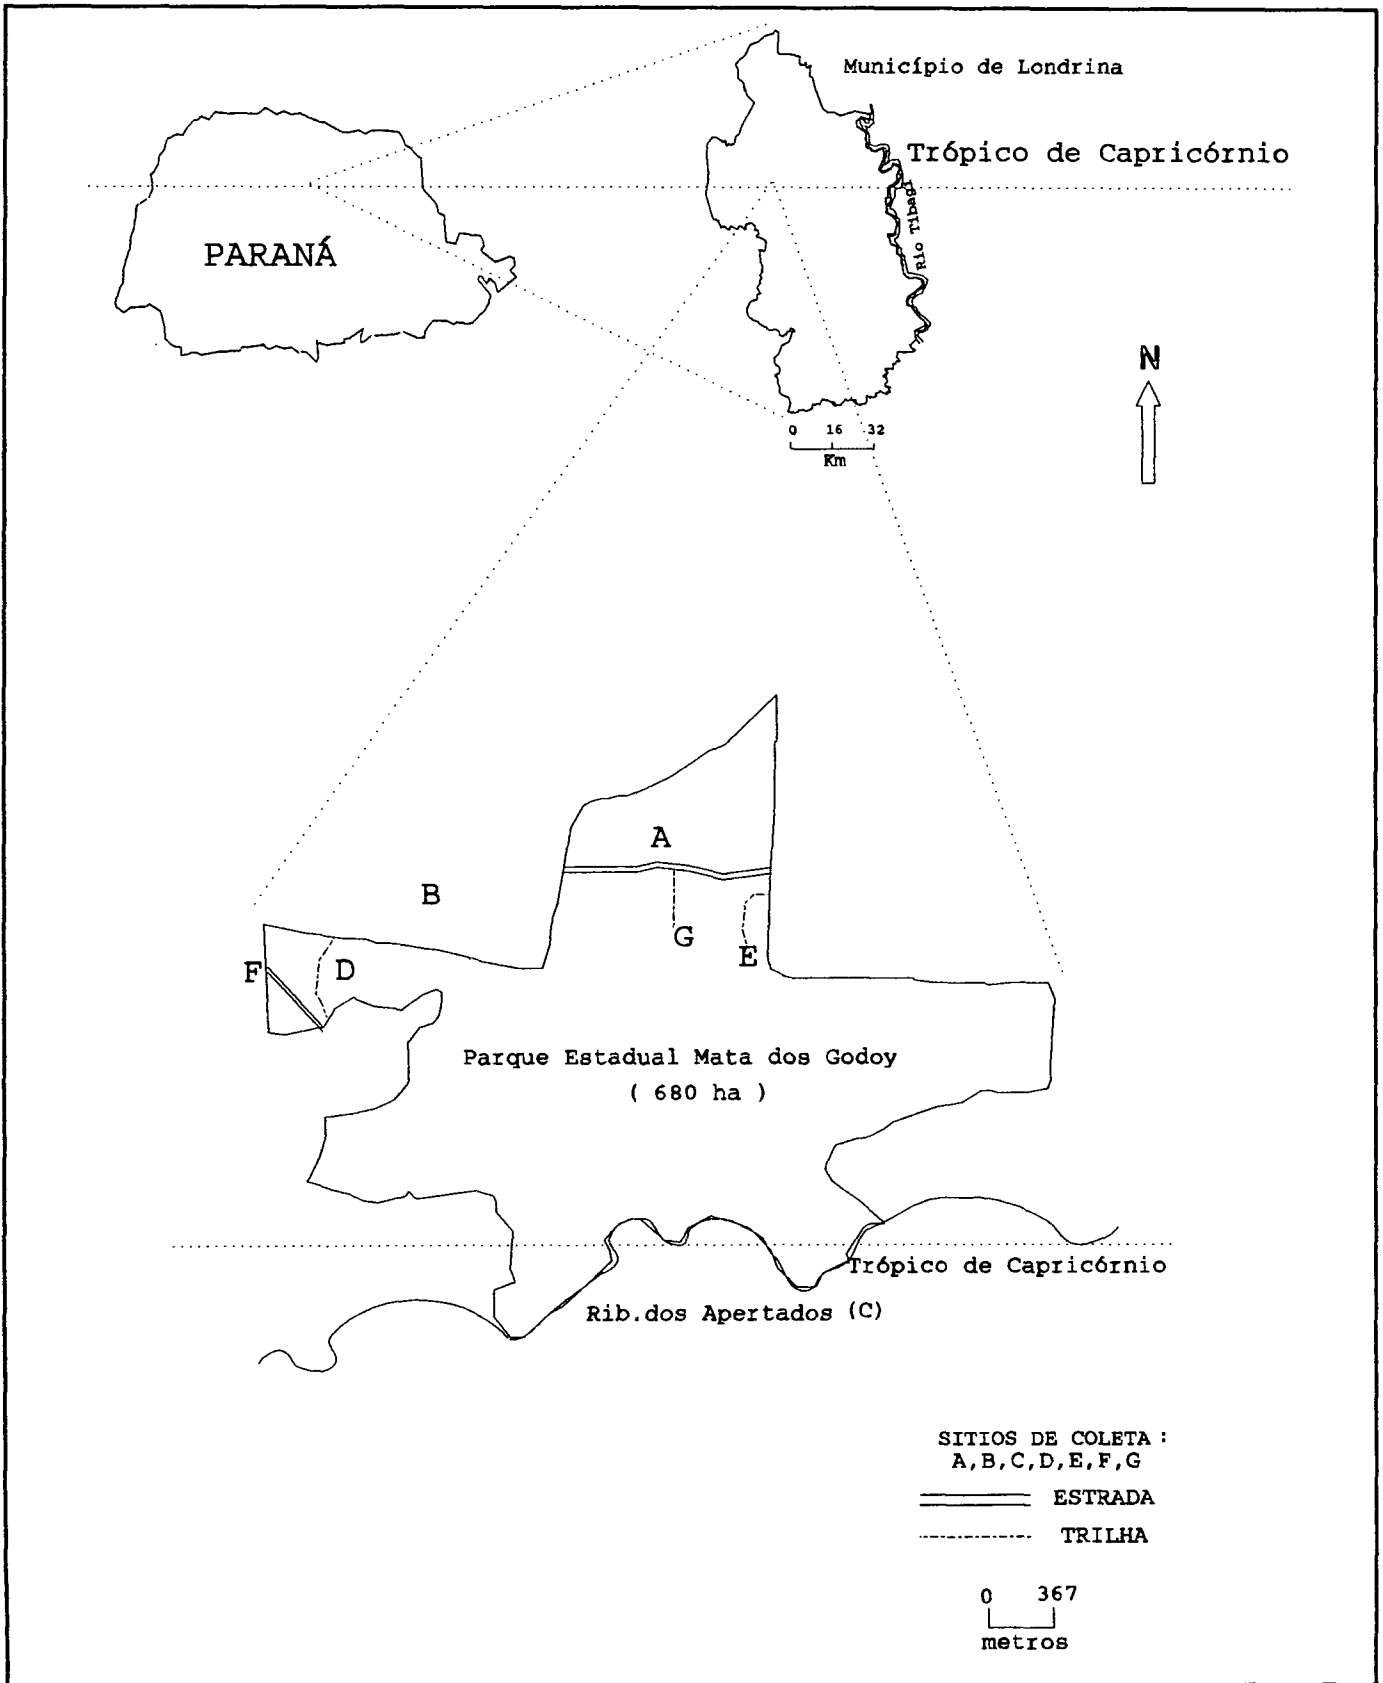 Município de Londrina
Trópico de Capricórnio
PARANÁ
Rio Tibagi
N
0 16 32
Km
A
B
G
E
F
D
Parque Estadual Mata dos Godoy
( 680 ha )
Trópico de Capricórnio
Rib.dos Apertados (C)
SITIOS DE COLETA :
A,B,C,D,E,F,G
ESTRADA
TRILHA
0 367
metros